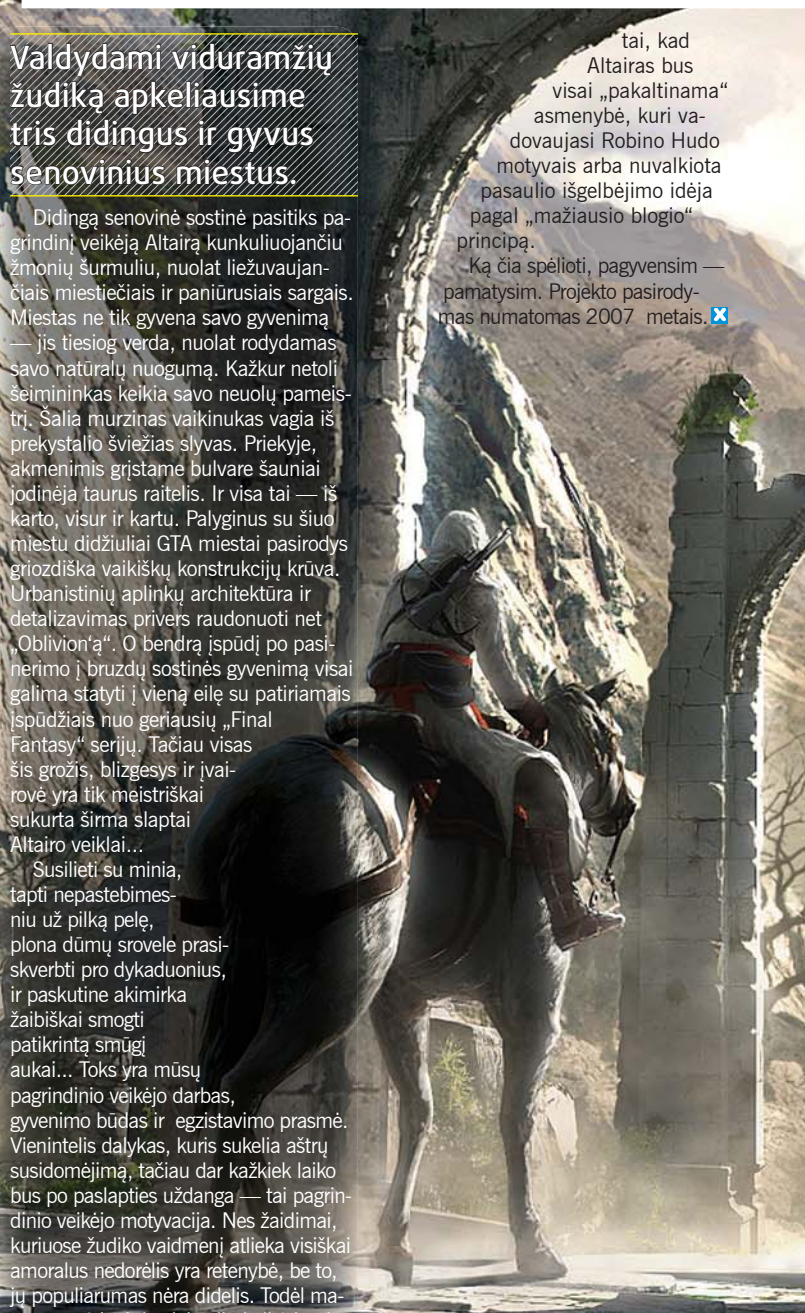 Valdydami viduramžių
žudiką apkeliausime
tris didingus ir gyvus
senovinius miestus.
Didingą senovinė sostinė pasitiks pa-
grindinį veikėją Altairą kunkuliuojančiu
žmonių šurmuliu, nuolat liežuvaujan-
čiais miestiečiais ir paniūrusiais sargais.
Miestas ne tik gyvena savo gyvenimą
— jis tiesiog verda, nuolat rodydamas
savo natūralų nuogumą. Kažkur netoli
šeimininkas keikia savo neuolų pameis-
trį. Šalia murzinas vaikinukas vagia iš
prekystalio šviežias slyvas. Priekyje,
akmenimis grįstame bulvare šauniai
jodinėja taurus raitelis. Ir visa tai — iš
karto, visur ir kartu. Palyginus su šiuo
miestu didžiuliai GTA miestai pasirodys
griozdiška vaikiškų konstrukcijų krūva.
Urbanistinių aplinkų architektūra ir
detalizavimas privers raudonuoti net
„Oblivion‘ą“. O bendrą įspūdį po pasi-
nerimo į bruzdų sostinės gyvenimą visai
galima statyti į vieną eilę su patiriamais
įspūdžiais nuo geriausių „Final
Fantasy“ serijų. Tačiau visas
šis grožis, blizgesys ir įvai-
rovė yra tik meistriškai
sukurta širma slaptai
Altairo veiklai...
Susilieti su minia,
tapti nepastebimes-
niu už pilką pelę,
plona dūmų srovele prasi-
skverbti pro dykaduonius,
ir paskutine akimirka
žaibiškai smogti
patikrintą smūgį
aukai... Toks yra mūsų
pagrindinio veikėjo darbas,
gyvenimo būdas ir egzistavimo prasmė.
Vienintelis dalykas, kuris sukelia aštrų
susidomėjimą, tačiau dar kažkiek laiko
bus po paslapties uždanga — tai pagrin-
dinio veikėjo motyvacija. Nes žaidimai,
kuriuose žudiko vaidmenį atlieka visiškai
amoralus nedorėlis yra retenybė, be to,
jų populiarumas nėra didelis. Todėl ma-
tai, kad
Altairas bus
visai „pakaltinama“
asmenybė, kuri va-
dovaujasi Robino Hudo
motyvais arba nuvalkiota
pasaulio išgelbėjimo idėja
pagal „mažiausio blogio“
principą.
Ką čia spėlioti, pagyvensim —
pamatysim. Projekto pasirody-
mas numatomas 2007 metais.